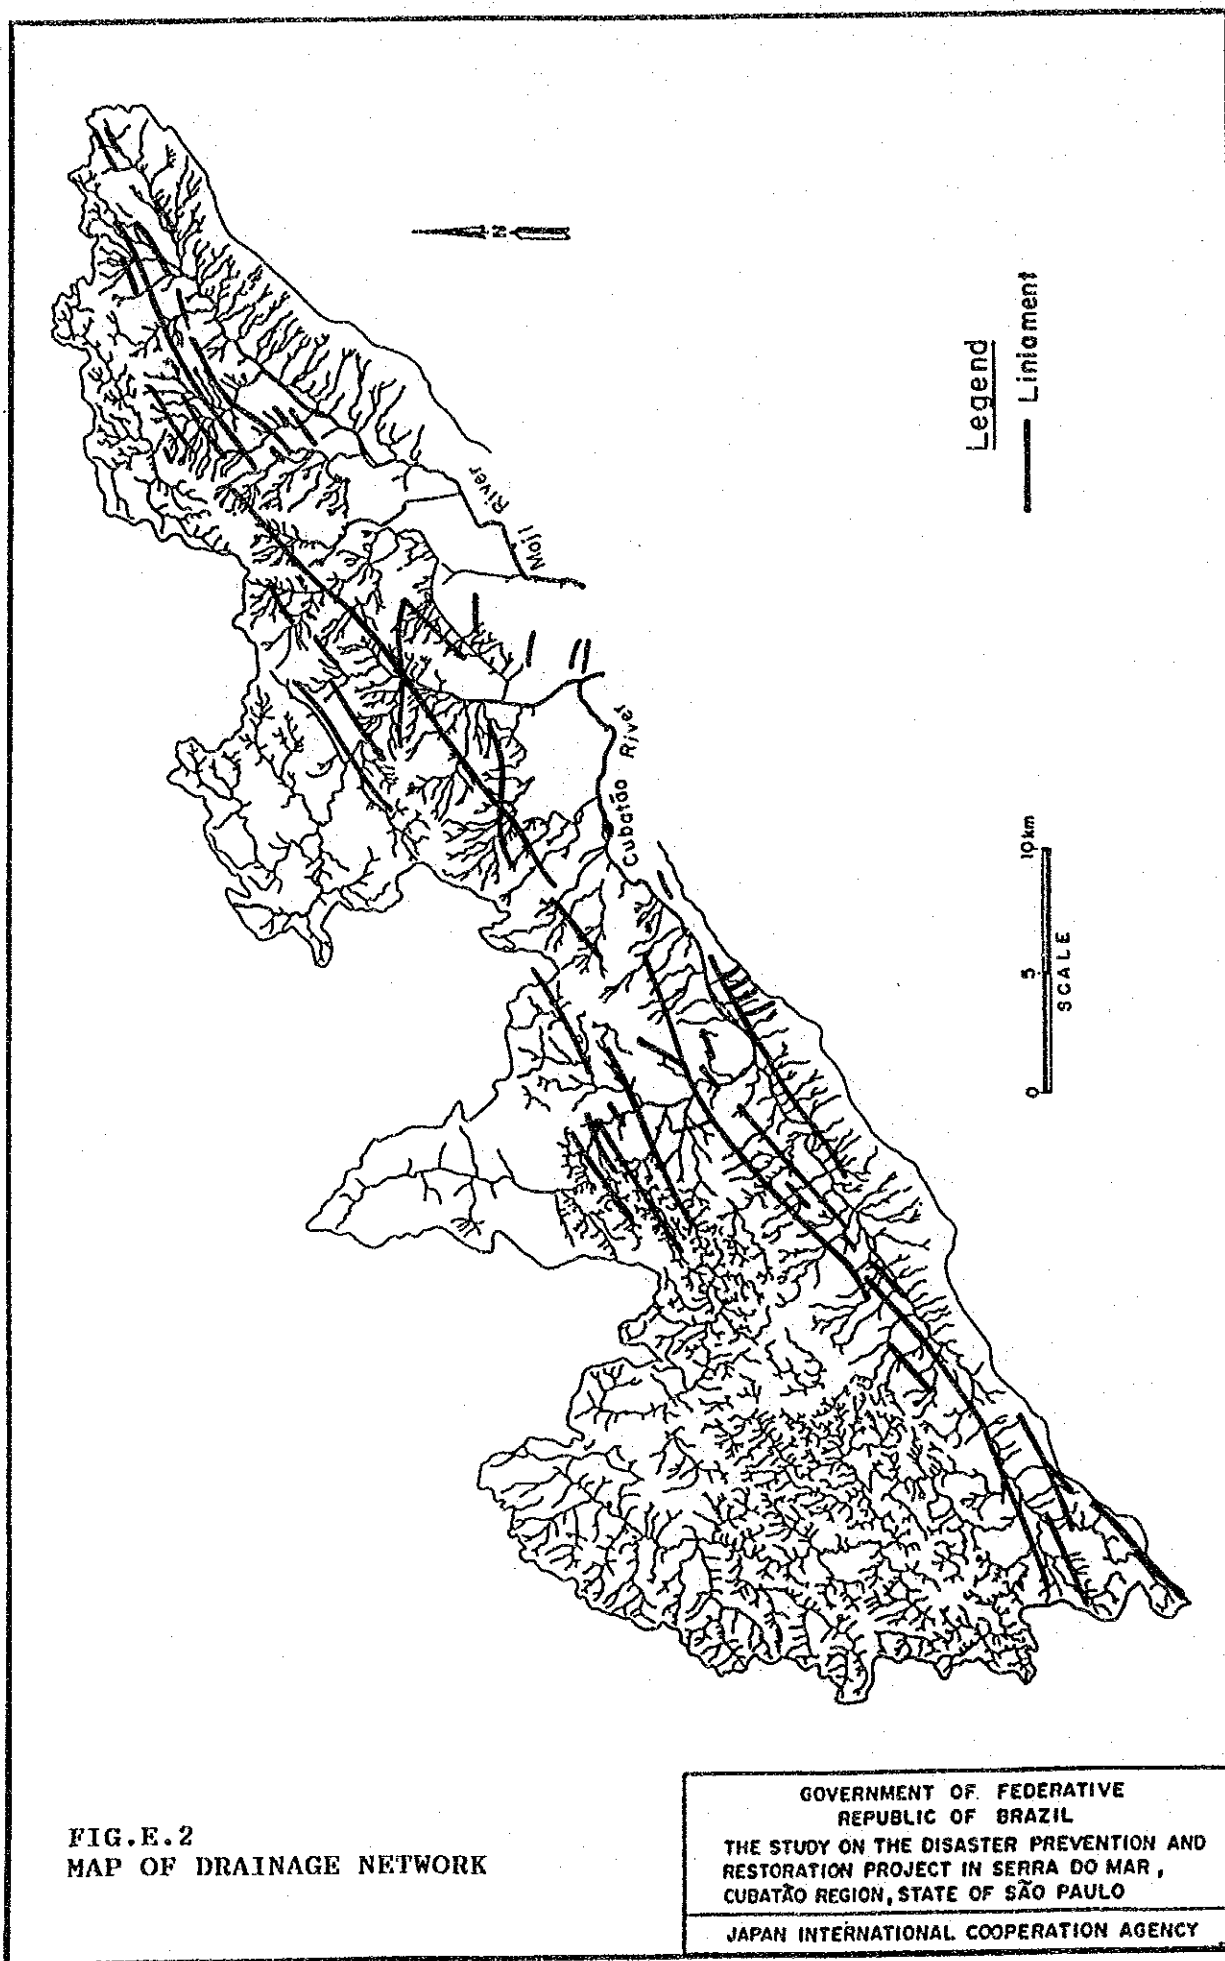 N
Legend
Liniament
Mojl River
Cubatão River
0 5 10km
SCALE
FIG.E.2
MAP OF DRAINAGE NETWORK
GOVERNMENT OF FEDERATIVE
REPUBLIC OF BRAZIL
THE STUDY ON THE DISASTER PREVENTION AND
RESTORATION PROJECT IN SERRA DO MAR,
CUBATÃO REGION, STATE OF SÃO PAULO
JAPAN INTERNATIONAL COOPERATION AGENCY